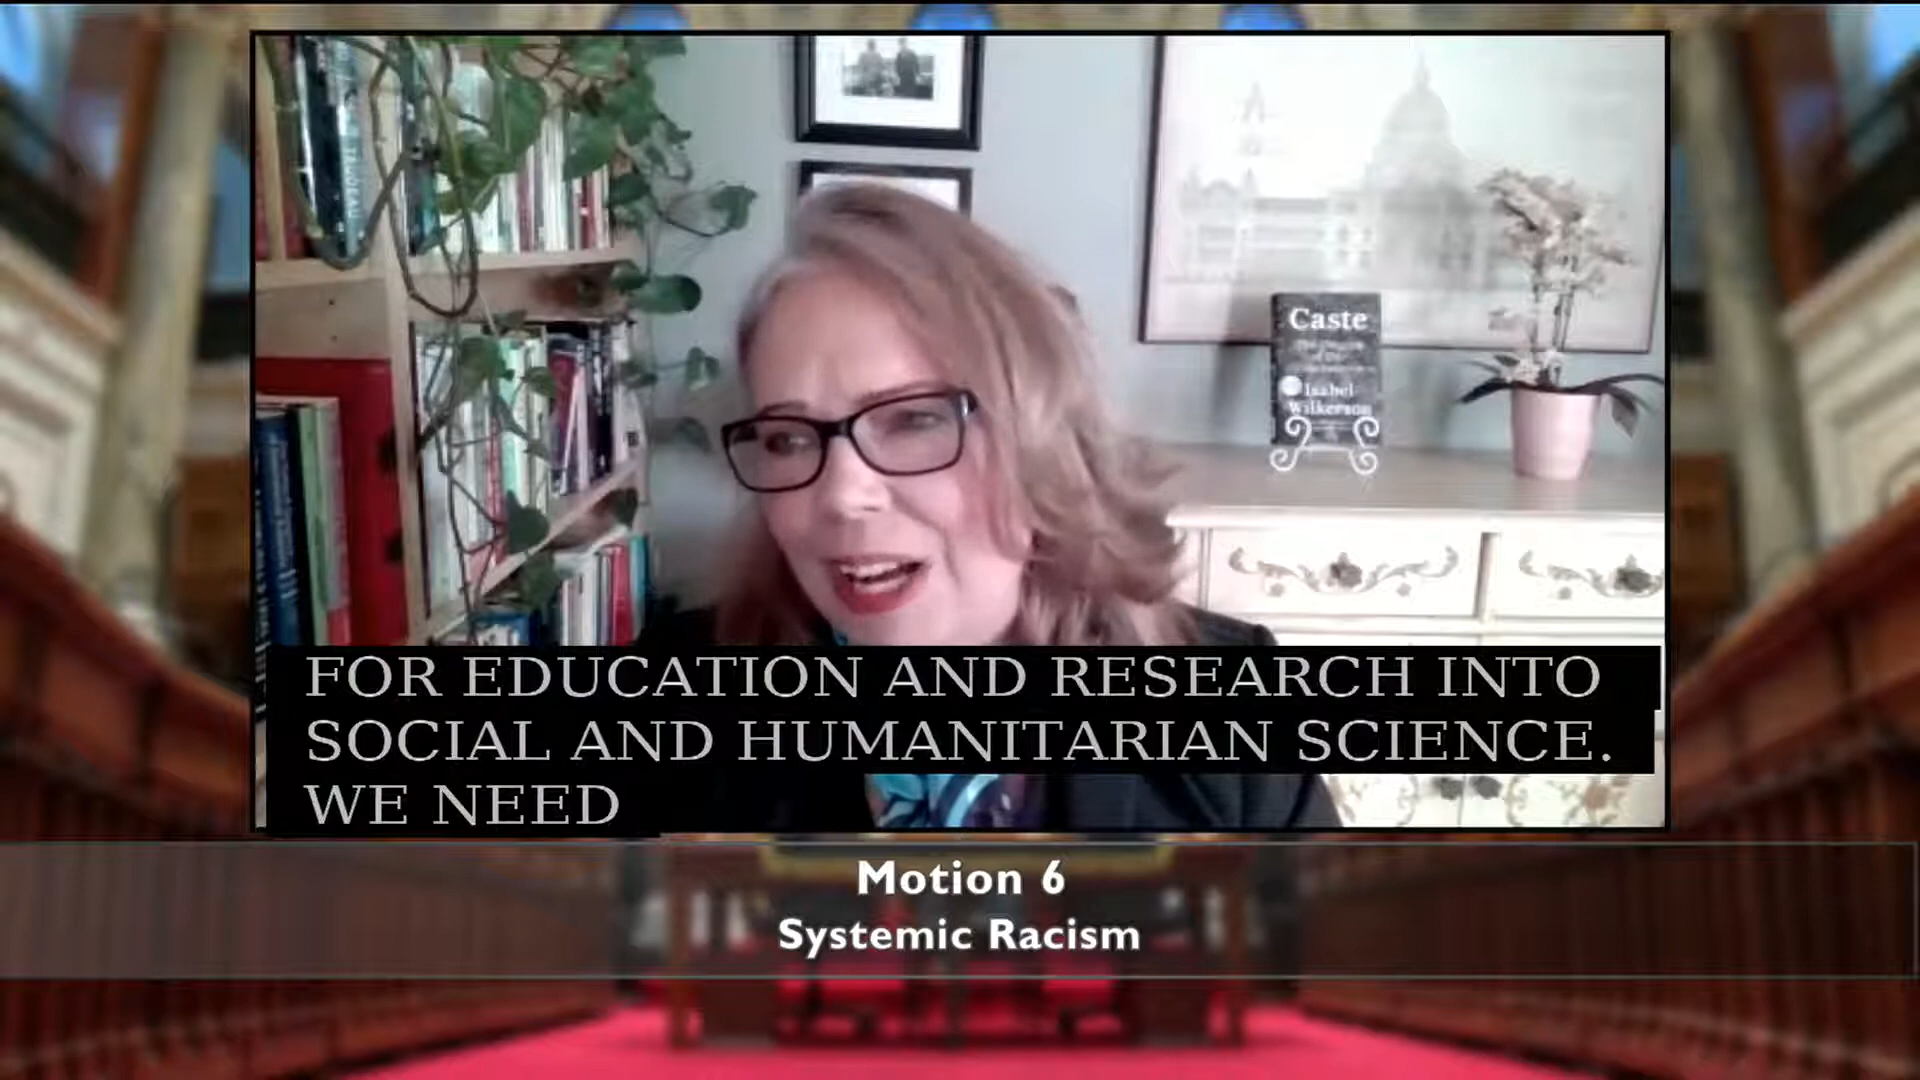 Caste
Isabel
Wilkerson
FOR EDUCATION AND RESEARCH INTO
SOCIAL AND HUMANITARIAN SCIENCE.
WE NEED
Motion 6
Systemic Racism